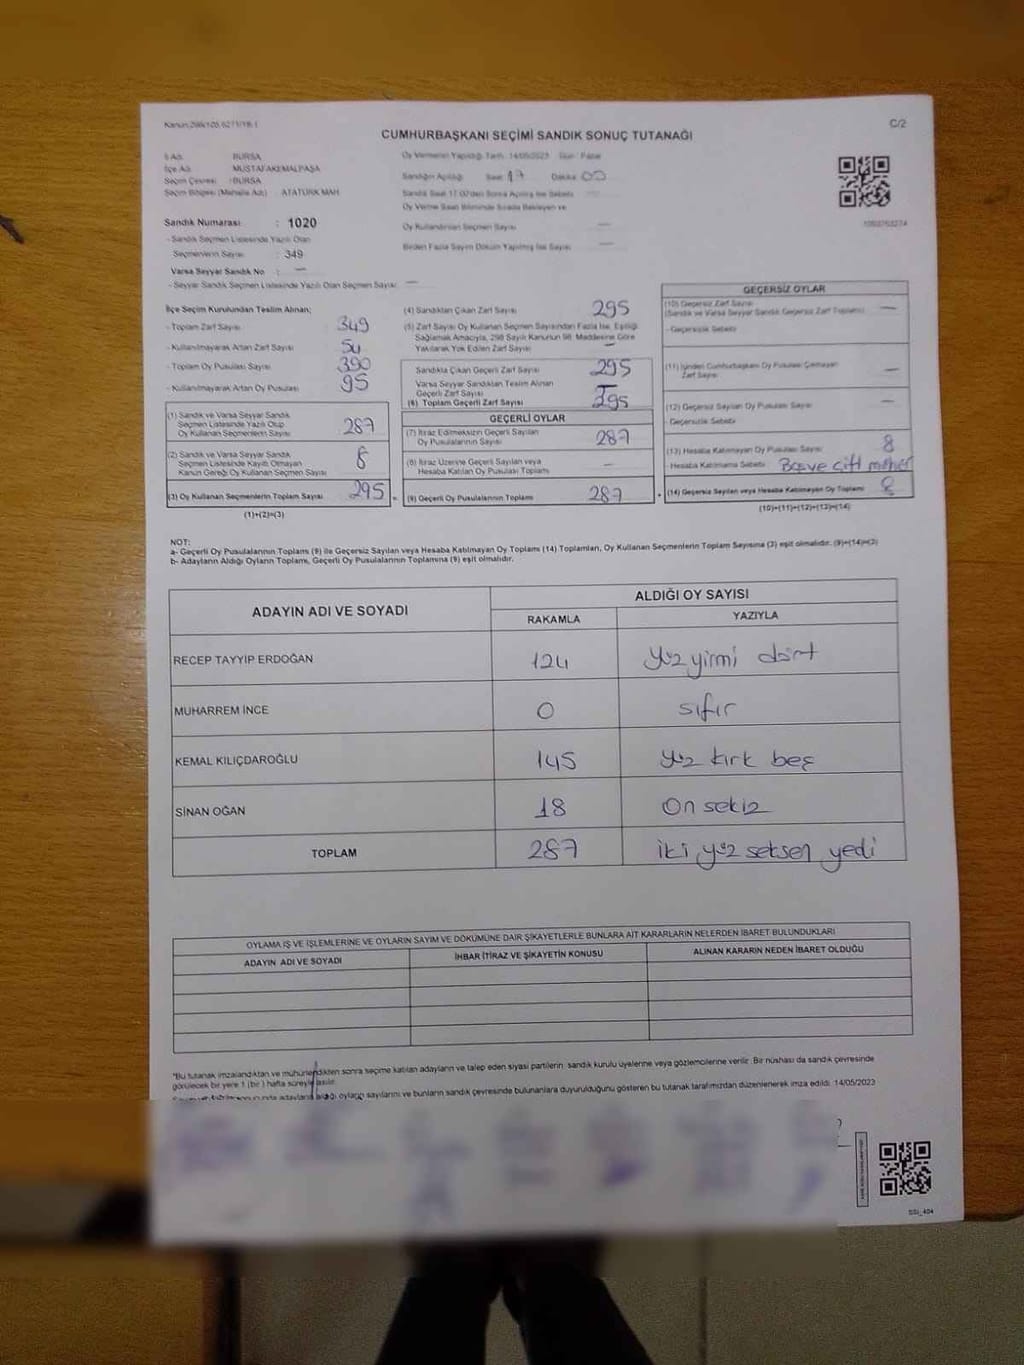 C/2
CUMHURBAŞKANI SEÇİMİ SANDIK SONUÇ TUTANAĞI
İl Adı : BURSA
İlçe Adı : MUSTAFAKEMALPAŞA
Seçim Çevresi : BURSA
Seçim Bölgesi (Mahalle Adı) : ATATÜRK MAH.
Sandık Numarası : 1020
- Sandık Seçmen Listesinde Yazılı Olan
Seçmenlerin Sayısı : 349
Varsa Seyyar Sandık No : —
- Seyyar Sandık Seçmen Listesinde Yazılı Olan Seçmen Sayısı: —
Oy Vermenin Yapıldığı Tarih: 14/05/2023 Gün: Pazar
Sandığın Açıldığı Saat 17 Dakika 00
Sandık Saat 17.00'den Sonra Açılmış İse Sebebi —
Oy Verme Saati Bitiminde Sırada Bekleyen ve
Oy Kullandırılan Seçmen Sayısı —
Birden Fazla Sayım Döküm Yapılmış İse Sayısı —
İlçe Seçim Kurulundan Teslim Alınan;
- Toplam Zarf Sayısı 349
- Kullanılmayarak Artan Zarf Sayısı 54
- Toplam Oy Pusulası Sayısı 390
- Kullanılmayarak Artan Oy Pusulası 95
(1) Sandık ve Varsa Seyyar Sandık
Seçmen Listesinde Yazılı Olup
Oy Kullanan Seçmenlerin Sayısı 287
(2) Sandık ve Varsa Seyyar Sandık
Seçmen Listesinde Kayıtlı Olmayan
Kanun Gereği Oy Kullanan Seçmen Sayısı 8
(3) Oy Kullanan Seçmenlerin Toplam Sayısı 295
(1)+(2)=(3)
(4) Sandıktan Çıkan Zarf Sayısı 295
(5) Zarf Sayısı Oy Kullanan Seçmen Sayısından Fazla İse, Eşitliği
Sağlamak Amacıyla, 298 Sayılı Kanunun 98. Maddesine Göre
Yakılarak Yok Edilen Zarf Sayısı —
Sandıkta Çıkan Geçerli Zarf Sayısı 295
Varsa Seyyar Sandıktan Teslim Alınan
Geçerli Zarf Sayısı —
(6) Toplam Geçerli Zarf Sayısı 295
GEÇERLİ OYLAR
(7) İtiraz Edilmeksizin Geçerli Sayılan
Oy Pusulalarının Sayısı 287
(8) İtiraz Üzerine Geçerli Sayılan veya
Hesaba Katılan Oy Pusulası Toplamı —
(9) Geçerli Oy Pusulalarının Toplamı 287
GEÇERSİZ OYLAR
(10) Geçersiz Zarf Sayısı
(Sandık ve Varsa Seyyar Sandık Geçersiz Zarf Toplamı) —
- Geçersizlik Sebebi
(11) İçinden Cumhurbaşkanı Oy Pusulası Çıkmayan
Zarf Sayısı —
(12) Geçersiz Sayılan Oy Pusulası Sayısı —
- Geçersizlik Sebebi
(13) Hesaba Katılmayan Oy Pusulası Sayısı 8
- Hesaba Katılmama Sebebi Boş ve çift mühür
(14) Geçersiz Sayılan veya Hesaba Katılmayan Oy Toplamı 8
(10)+(11)+(12)+(13)=(14)
NOT:
a- Geçerli Oy Pusulalarının Toplamı (9) ile Geçersiz Sayılan veya Hesaba Katılmayan Oy Toplamı (14) Toplamları, Oy Kullanan Seçmenlerin Toplam Sayısına (3) eşit olmalıdır. (9)+(14)=(3)
b- Adayların Aldığı Oyların Toplamı, Geçerli Oy Pusulalarının Toplamına (9) eşit olmalıdır.
ADAYIN ADI VE SOYADI ALDIĞI OY SAYISI
RAKAMLA YAZIYLA
RECEP TAYYİP ERDOĞAN 124 Yüz yirmi dört
MUHARREM İNCE 0 sıfır
KEMAL KILIÇDAROĞLU 145 Yüz kırk beş
SİNAN OĞAN 18 On sekiz
TOPLAM 287 iki yüz seksen yedi
OYLAMA İŞ VE İŞLEMLERİNE VE OYLARIN SAYIM VE DÖKÜMÜNE DAİR ŞİKAYETLERLE BUNLARA AİT KARARLARIN NELERDEN İBARET BULUNDUKLARI
ADAYIN ADI VE SOYADI İHBAR İTİRAZ VE ŞİKAYETİN KONUSU ALINAN KARARIN NEDEN İBARET OLDUĞU
*Bu tutanak imzalandıktan ve mühürlendikten sonra seçime katılan adayların ve talep eden siyasi partilerin sandık kurulu üyelerine veya gözlemcilerine verilir. Bir nüshası da sandık çevresinde
görülecek bir yere 1 (bir) hafta süreyle asılır.
adayların aldığı oyların sayılarını ve bunların sandık çevresinde bulunanlara duyurulduğunu gösteren bu tutanak tarafımızdan düzenlenerek imza edildi. 14/05/2023